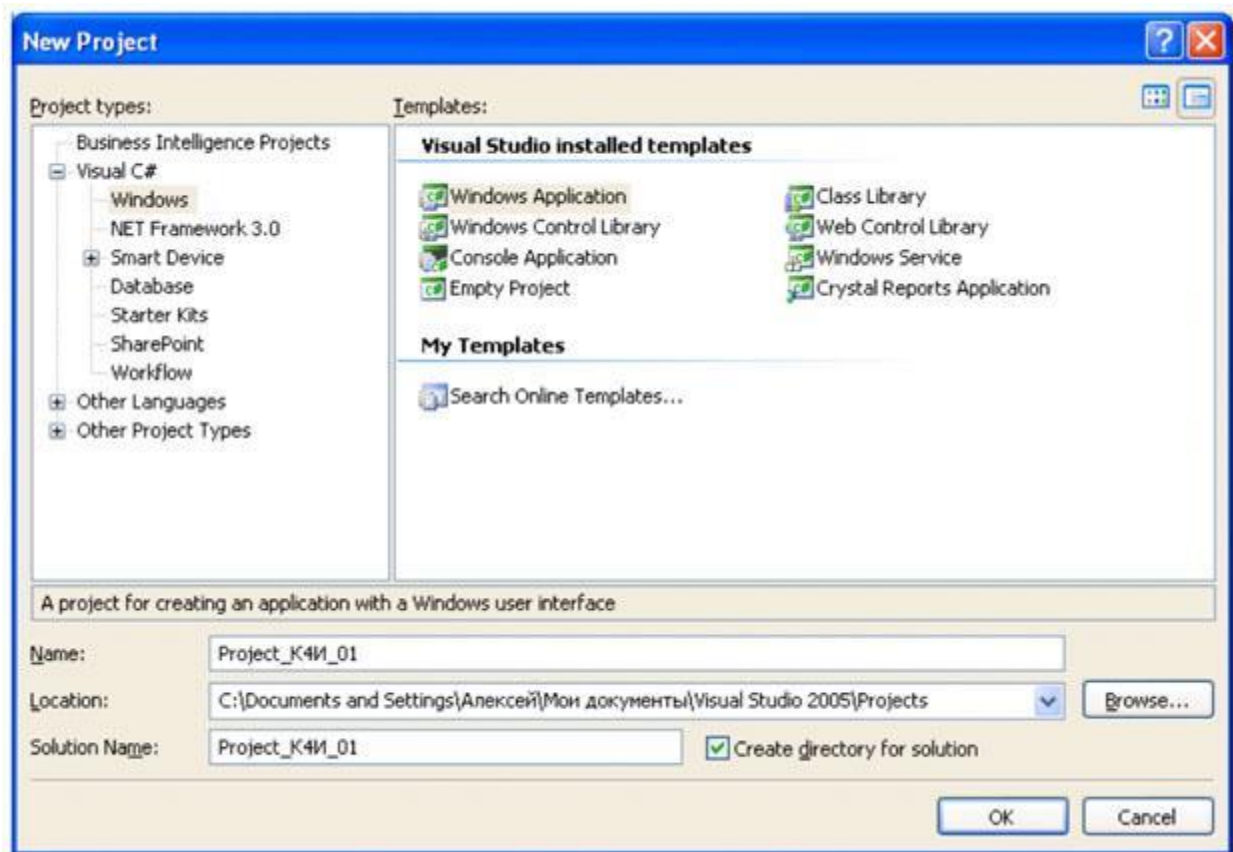 New Project
Project types:
Templates:
Business Intelligence Projects
Visual C#
Windows
NET Framework 3.0
Smart Device
Database
Starter Kits
SharePoint
Workflow
Other Languages
Other Project Types
Visual Studio installed templates
Windows Application
Class Library
Windows Control Library
Web Control Library
Console Application
Windows Service
Empty Project
Crystal Reports Application
My Templates
Search Online Templates...
A project for creating an application with a Windows user interface
Name:
Project_К4И_01
Location:
C:\Documents and Settings\Алексей\Мои документы\Visual Studio 2005\Projects
Browse...
Solution Name:
Project_К4И_01
Create directory for solution
OK
Cancel